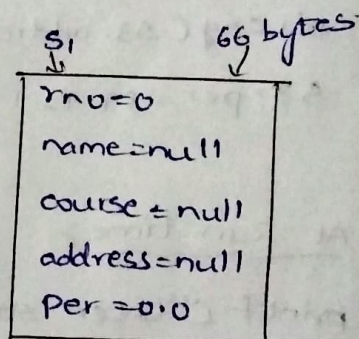 S1 66 bytes
rno=0
name=null
course=null
address=null
Per=0.0